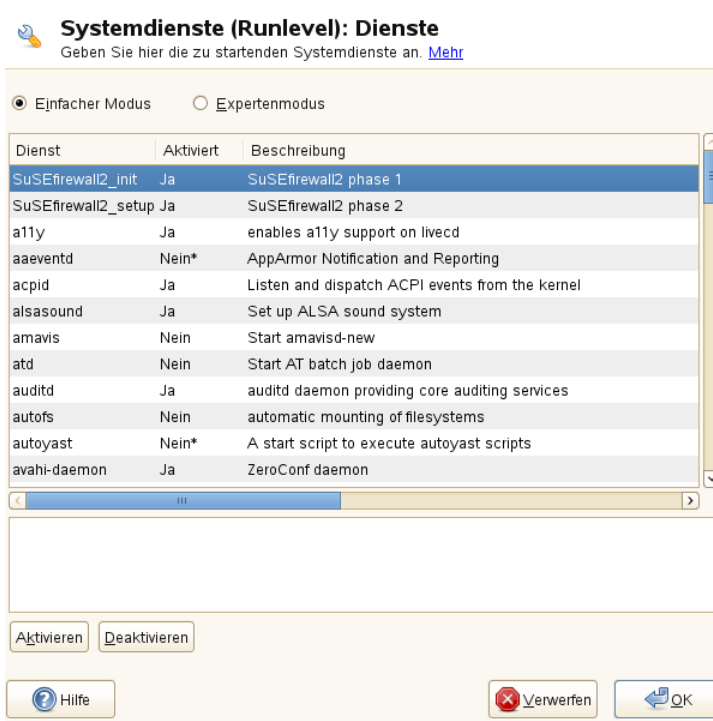 Systemdienste (Runlevel): Dienste
Geben Sie hier die zu startenden Systemdienste an. Mehr
Einfacher Modus Expertenmodus
Dienst Aktiviert Beschreibung
SuSEfirewall2_init Ja SuSEfirewall2 phase 1
SuSEfirewall2_setup Ja SuSEfirewall2 phase 2
a11y Ja enables a11y support on livecd
aaeventd Nein* AppArmor Notification and Reporting
acpid Ja Listen and dispatch ACPI events from the kernel
alsasound Ja Set up ALSA sound system
amavis Nein Start amavisd-new
atd Nein Start AT batch job daemon
auditd Ja auditd daemon providing core auditing services
autofs Nein automatic mounting of filesystems
autoyast Nein* A start script to execute autoyast scripts
avahi-daemon Ja ZeroConf daemon
Aktivieren Deaktivieren
Hilfe Verwerfen OK